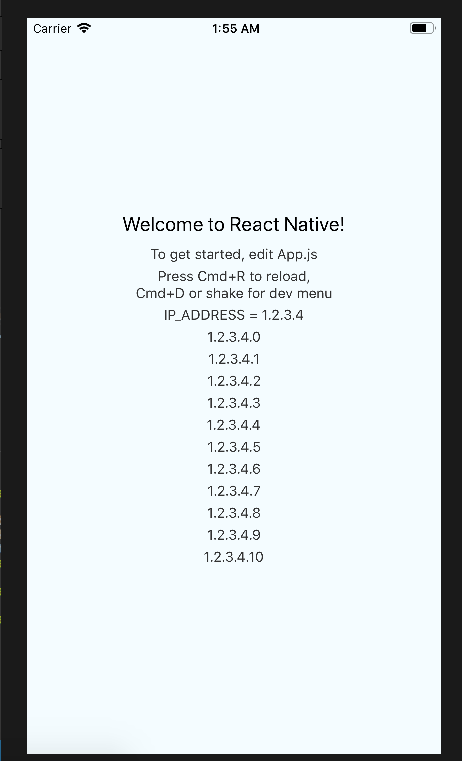 Carrier
1:55 AM
Welcome to React Native!
To get started, edit App.js
Press Cmd+R to reload,
Cmd+D or shake for dev menu
IP_ADDRESS = 1.2.3.4
1.2.3.4.0
1.2.3.4.1
1.2.3.4.2
1.2.3.4.3
1.2.3.4.4
1.2.3.4.5
1.2.3.4.6
1.2.3.4.7
1.2.3.4.8
1.2.3.4.9
1.2.3.4.10